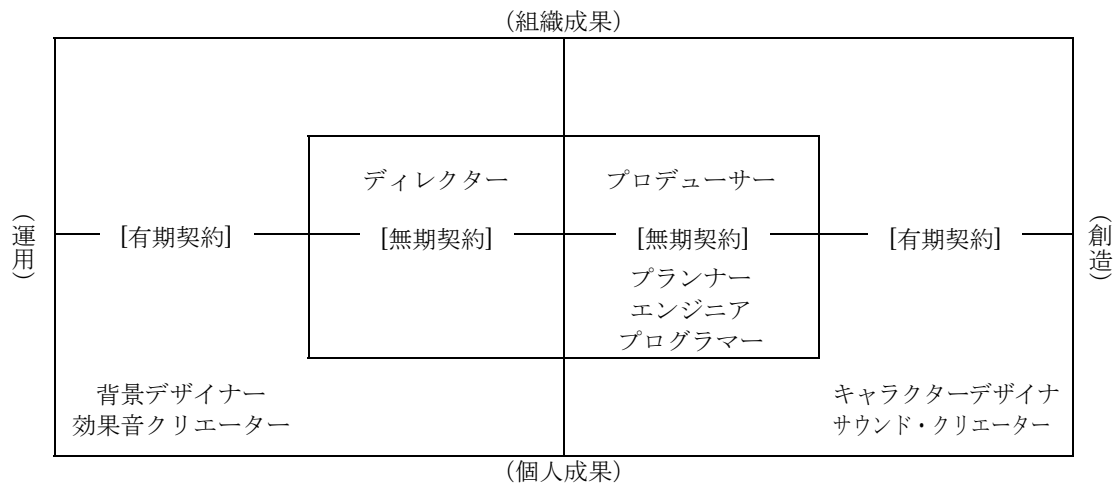 (組織成果)
ディレクター
プロデューサー
(運用)
[有期契約]
[無期契約]
[無期契約]
[有期契約]
(創造)
プランナー
エンジニア
プログラマー
背景デザイナー
効果音クリエーター
キャラクターデザイナ
サウンド・クリエーター
(個人成果)